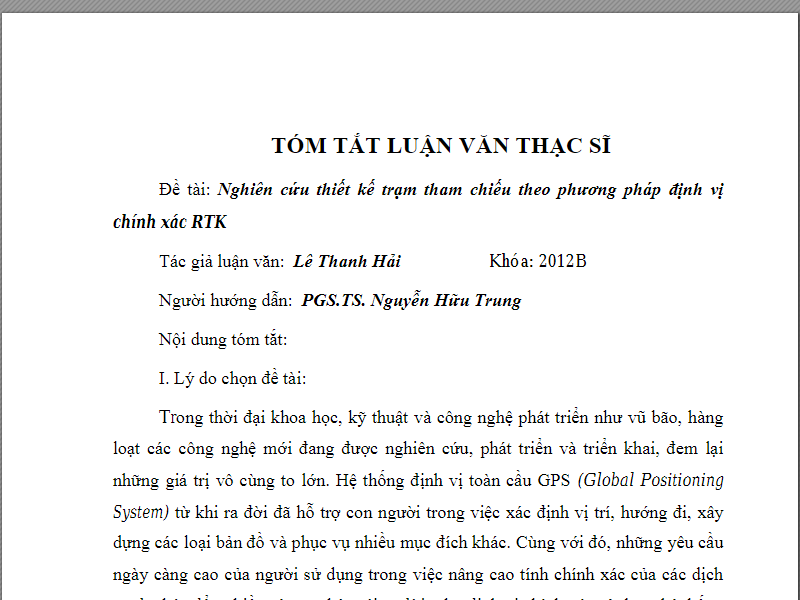 TÓM TẮT LUẬN VĂN THẠC SĨ
Đề tài: Nghiên cứu thiết kế trạm tham chiếu theo phương pháp định vị
chính xác RTK
Tác giả luận văn: Lê Thanh Hải Khóa: 2012B
Người hướng dẫn: PGS.TS. Nguyễn Hữu Trung
Nội dung tóm tắt:
I. Lý do chọn đề tài:
Trong thời đại khoa học, kỹ thuật và công nghệ phát triển như vũ bão, hàng
loạt các công nghệ mới đang được nghiên cứu, phát triển và triển khai, đem lại
những giá trị vô cùng to lớn. Hệ thống định vị toàn cầu GPS (Global Positioning
System) từ khi ra đời đã hỗ trợ con người trong việc xác định vị trí, hướng đi, xây
dựng các loại bản đồ và phục vụ nhiều mục đích khác. Cùng với đó, những yêu cầu
ngày càng cao của người sử dụng trong việc nâng cao tính chính xác của các dịch